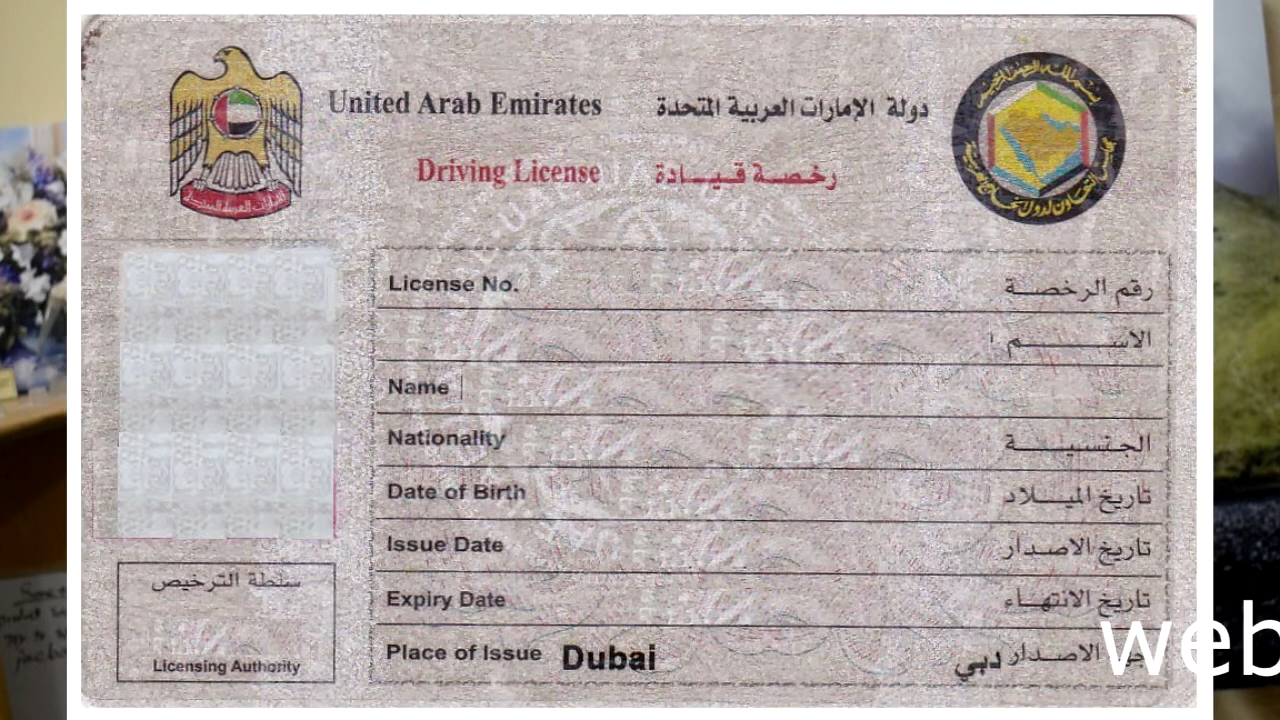 United Arab Emirates دولة الإمارات العربية المتحدة
Driving License رخصة قيادة
License No. رقم الرخصة
الاسم
Name
Nationality الجنسية
Date of Birth تاريخ الميلاد
Issue Date تاريخ الاصدار
Expiry Date تاريخ الانتهاء
Place of Issue Dubai الاصدار دبي
سلطة الترخيص
Licensing Authority
web